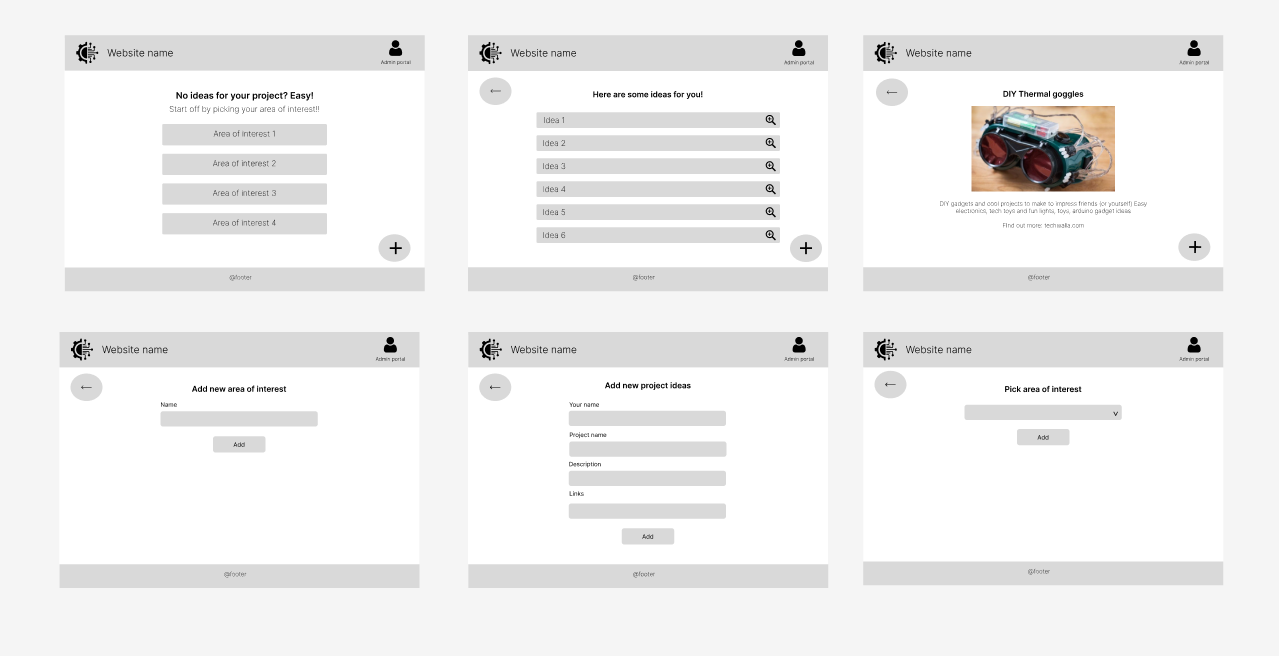 Website name
Admin portal
No ideas for your project? Easy!
Start off by picking your area of interest!!
Area of interest 1
Area of interest 2
Area of interest 3
Area of interest 4
+
@footer
Website name
Admin portal
←
Here are some ideas for you!
Idea 1
Idea 2
Idea 3
Idea 4
Idea 5
Idea 6
+
@footer
Website name
Admin portal
←
DIY Thermal goggles
DIY gadgets and cool projects to make to impress friends (or yourself!) Easy
electronics, tech toys and fun lights, toys, arduino gadget ideas.
Find out more: techwalla.com
+
@footer
Website name
Admin portal
←
Add new area of interest
Name
Add
@footer
Website name
Admin portal
←
Add new project ideas
Your name
Project name
Description
Links
Add
@footer
Website name
Admin portal
←
Pick area of interest
v
Add
@footer